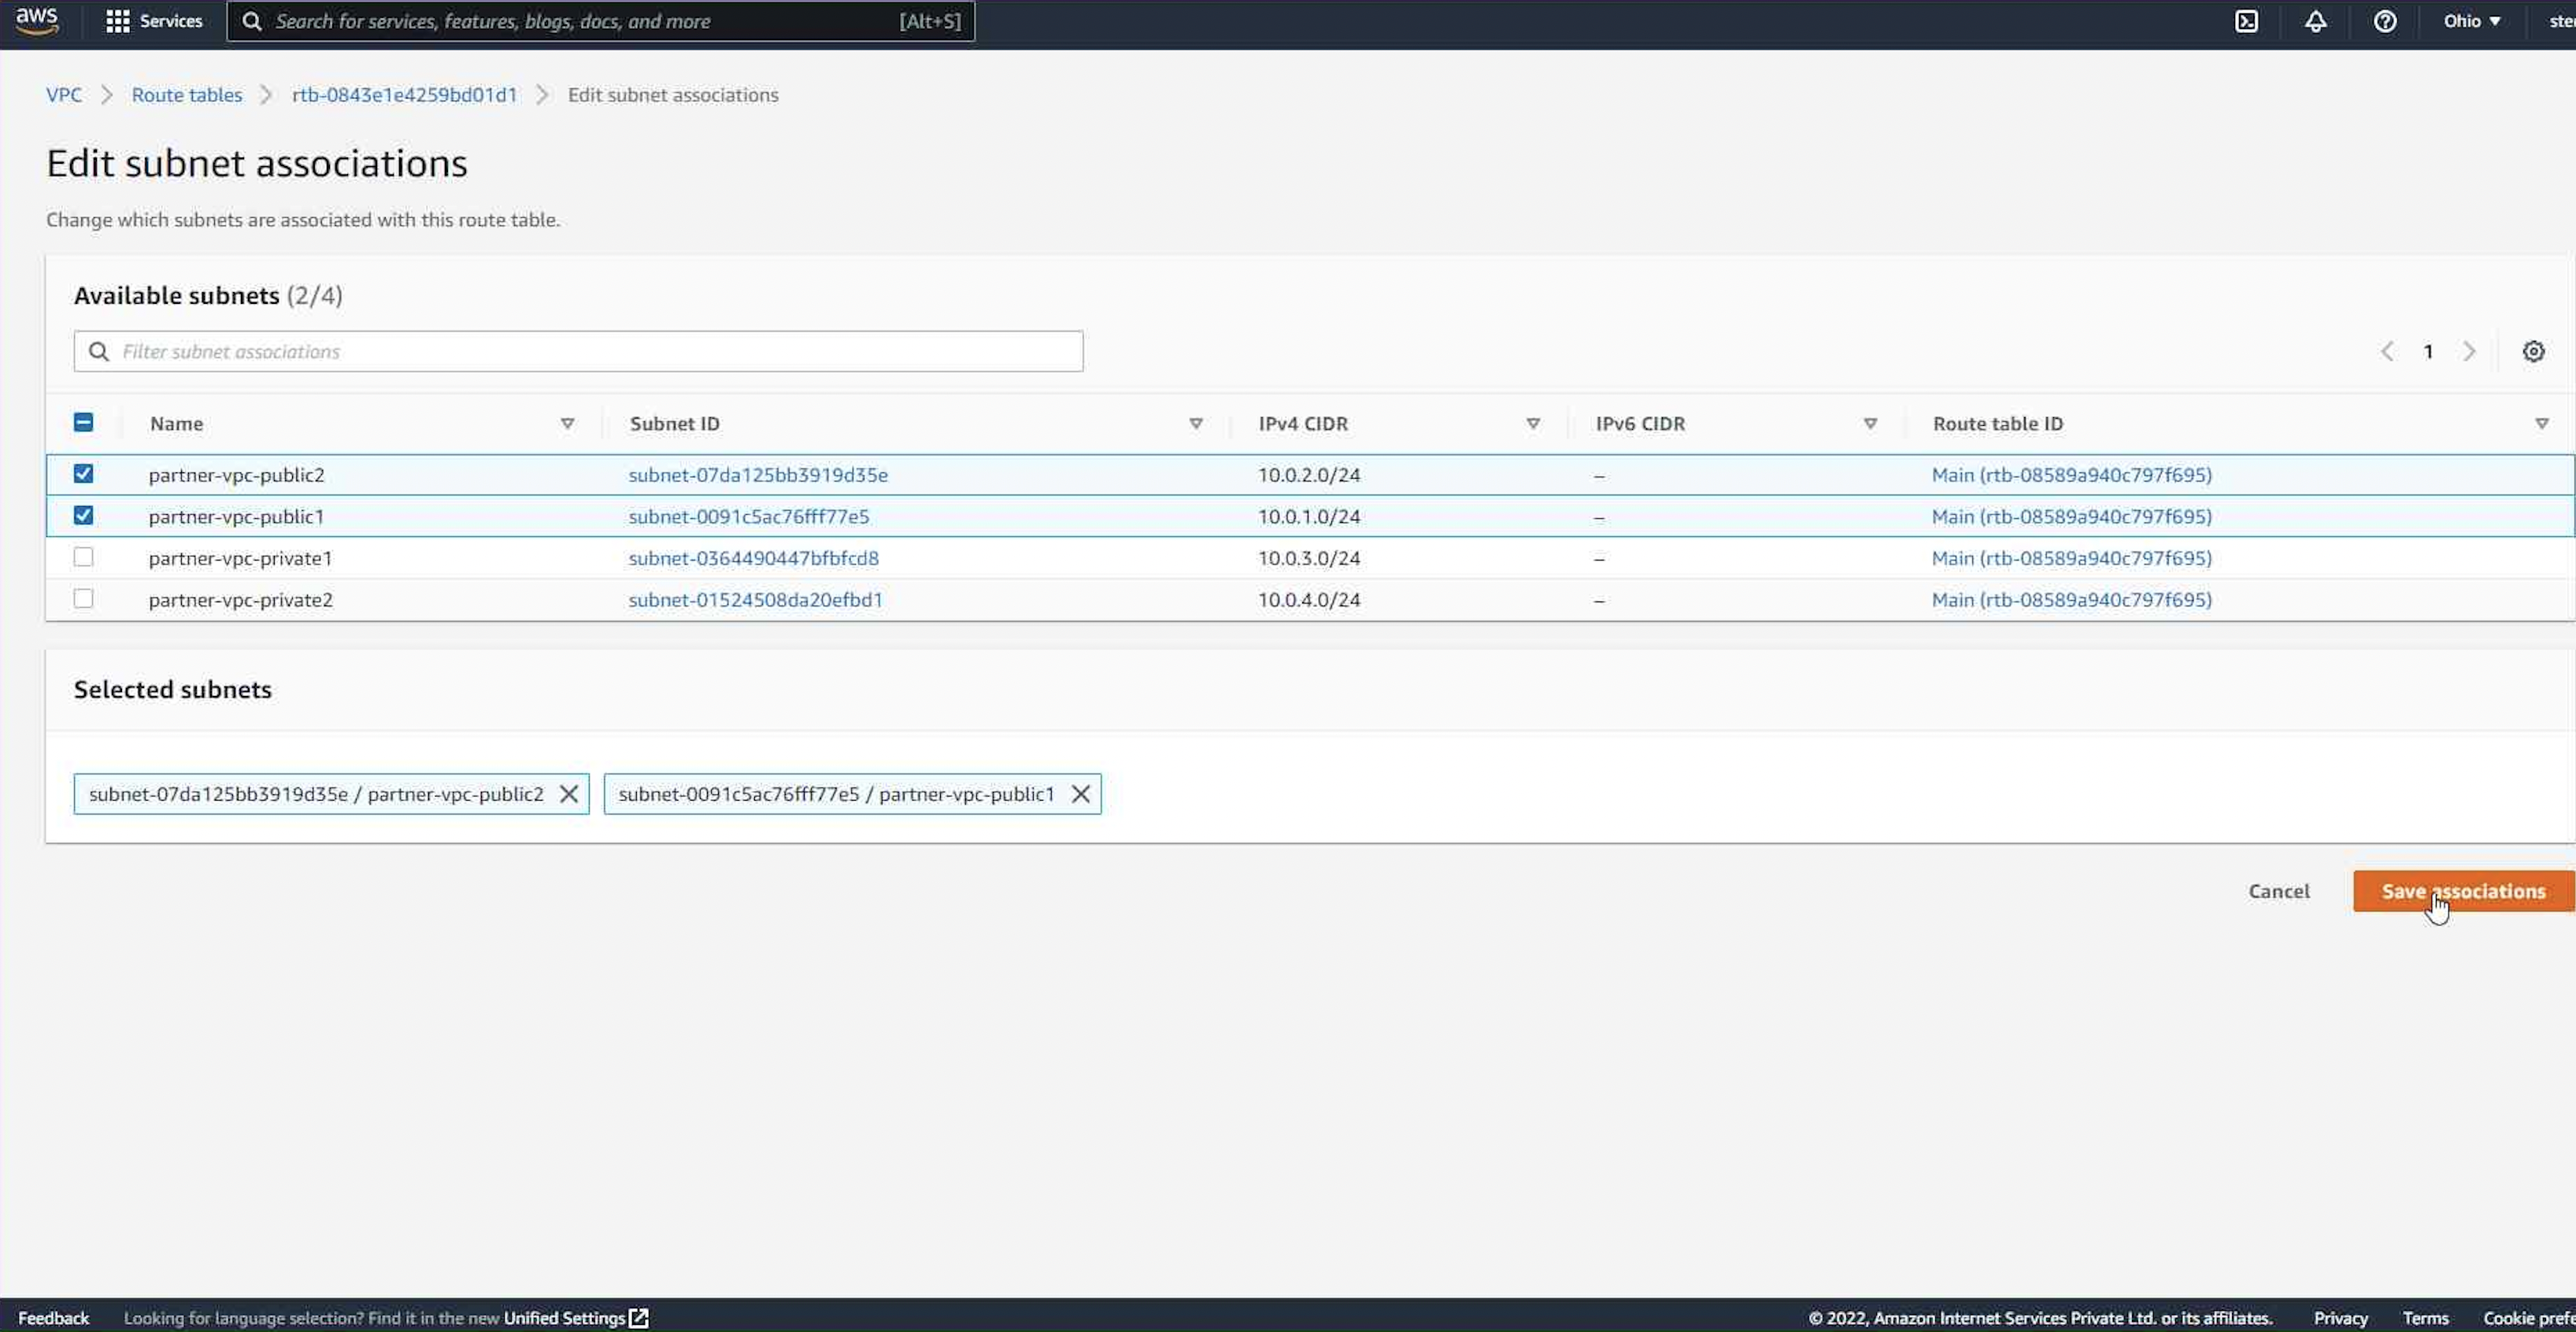 aws Services Search for services, features, blogs, docs, and more [Alt+S] Ohio
VPC Route tables rtb-0843e1e4259bd01d1 Edit subnet associations
Edit subnet associations
Change which subnets are associated with this route table.
Available subnets (2/4)
Filter subnet associations 1
Name Subnet ID IPv4 CIDR IPv6 CIDR Route table ID
partner-vpc-public2 subnet-07da125bb3919d35e 10.0.2.0/24 – Main (rtb-08589a940c797f695)
partner-vpc-public1 subnet-0091c5ac76fff77e5 10.0.1.0/24 – Main (rtb-08589a940c797f695)
partner-vpc-private1 subnet-0364490447bfbfcd8 10.0.3.0/24 – Main (rtb-08589a940c797f695)
partner-vpc-private2 subnet-01524508da20efbd1 10.0.4.0/24 – Main (rtb-08589a940c797f695)
Selected subnets
subnet-07da125bb3919d35e / partner-vpc-public2 subnet-0091c5ac76fff77e5 / partner-vpc-public1
Cancel Save associations
Feedback Looking for language selection? Find it in the new Unified Settings © 2022, Amazon Internet Services Private Ltd. or its affiliates. Privacy Terms Cookie